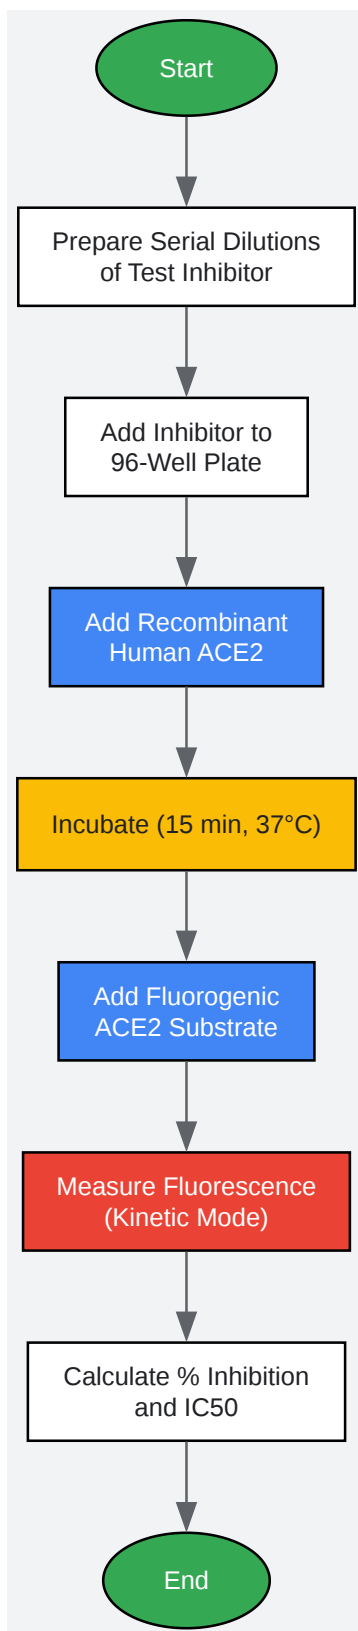 Start
Prepare Serial Dilutions
of Test Inhibitor
Add Inhibitor to
96-Well Plate
Add Recombinant
Human ACE2
Incubate (15 min, 37°C)
Add Fluorogenic
ACE2 Substrate
Measure Fluorescence
(Kinetic Mode)
Calculate % Inhibition
and IC50
End